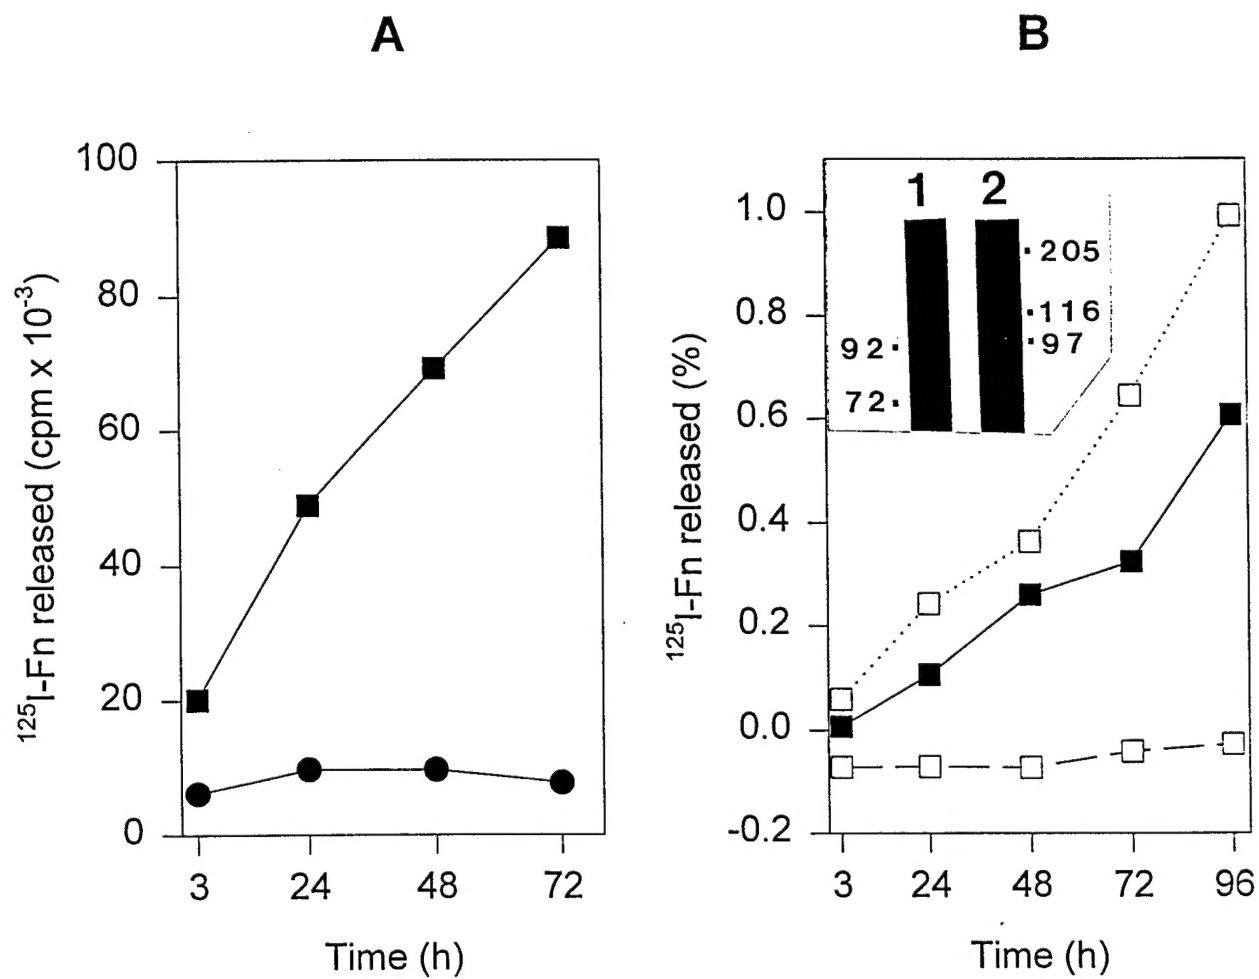 A
B
100
80
60
40
20
0
3 24 48 72
Time (h)
¹²⁵I-Fn released (cpm x 10⁻³)
1.0
0.8
0.6
0.4
0.2
0.0
-0.2
3 24 48 72 96
Time (h)
¹²⁵I-Fn released (%)
1 2
205
116
92 97
72